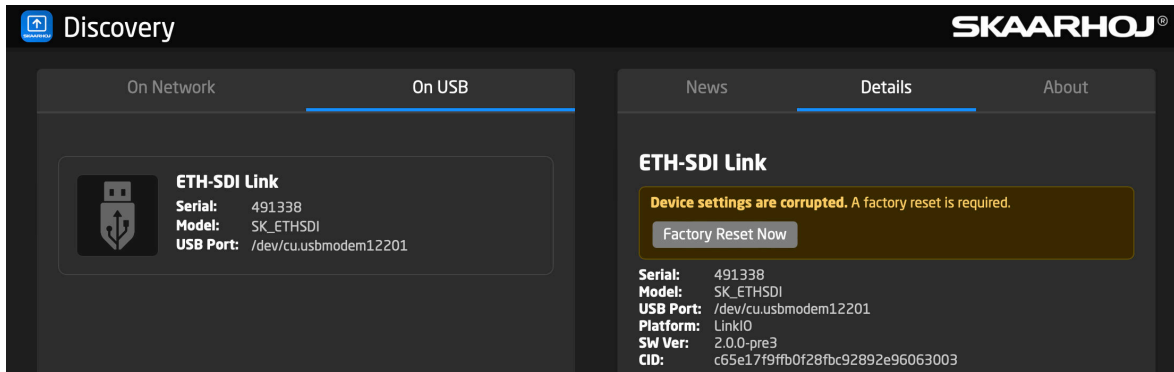 Discovery
SKAARHOJ®
On Network
On USB
ETH-SDI Link
Serial: 491338
Model: SK_ETHSDI
USB Port: /dev/cu.usbmodem12201
News
Details
About
ETH-SDI Link
Device settings are corrupted. A factory reset is required.
Factory Reset Now
Serial: 491338
Model: SK_ETHSDI
USB Port: /dev/cu.usbmodem12201
Platform: LinkIO
SW Ver: 2.0.0-pre3
CID: c65e17f9ffb0f28fbc92892e96063003